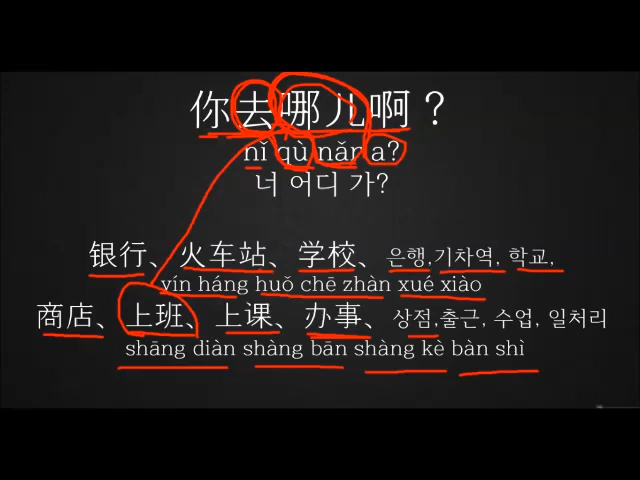 你去哪儿啊？
nǐ qù nǎr a?
너 어디 가?
银行、火车站、学校、은행,기차역, 학교,
yín háng huǒ chē zhàn xué xiào
商店、上班、上课、办事、상점,출근, 수업, 일처리
shāng diàn shàng bān shàng kè bàn shì